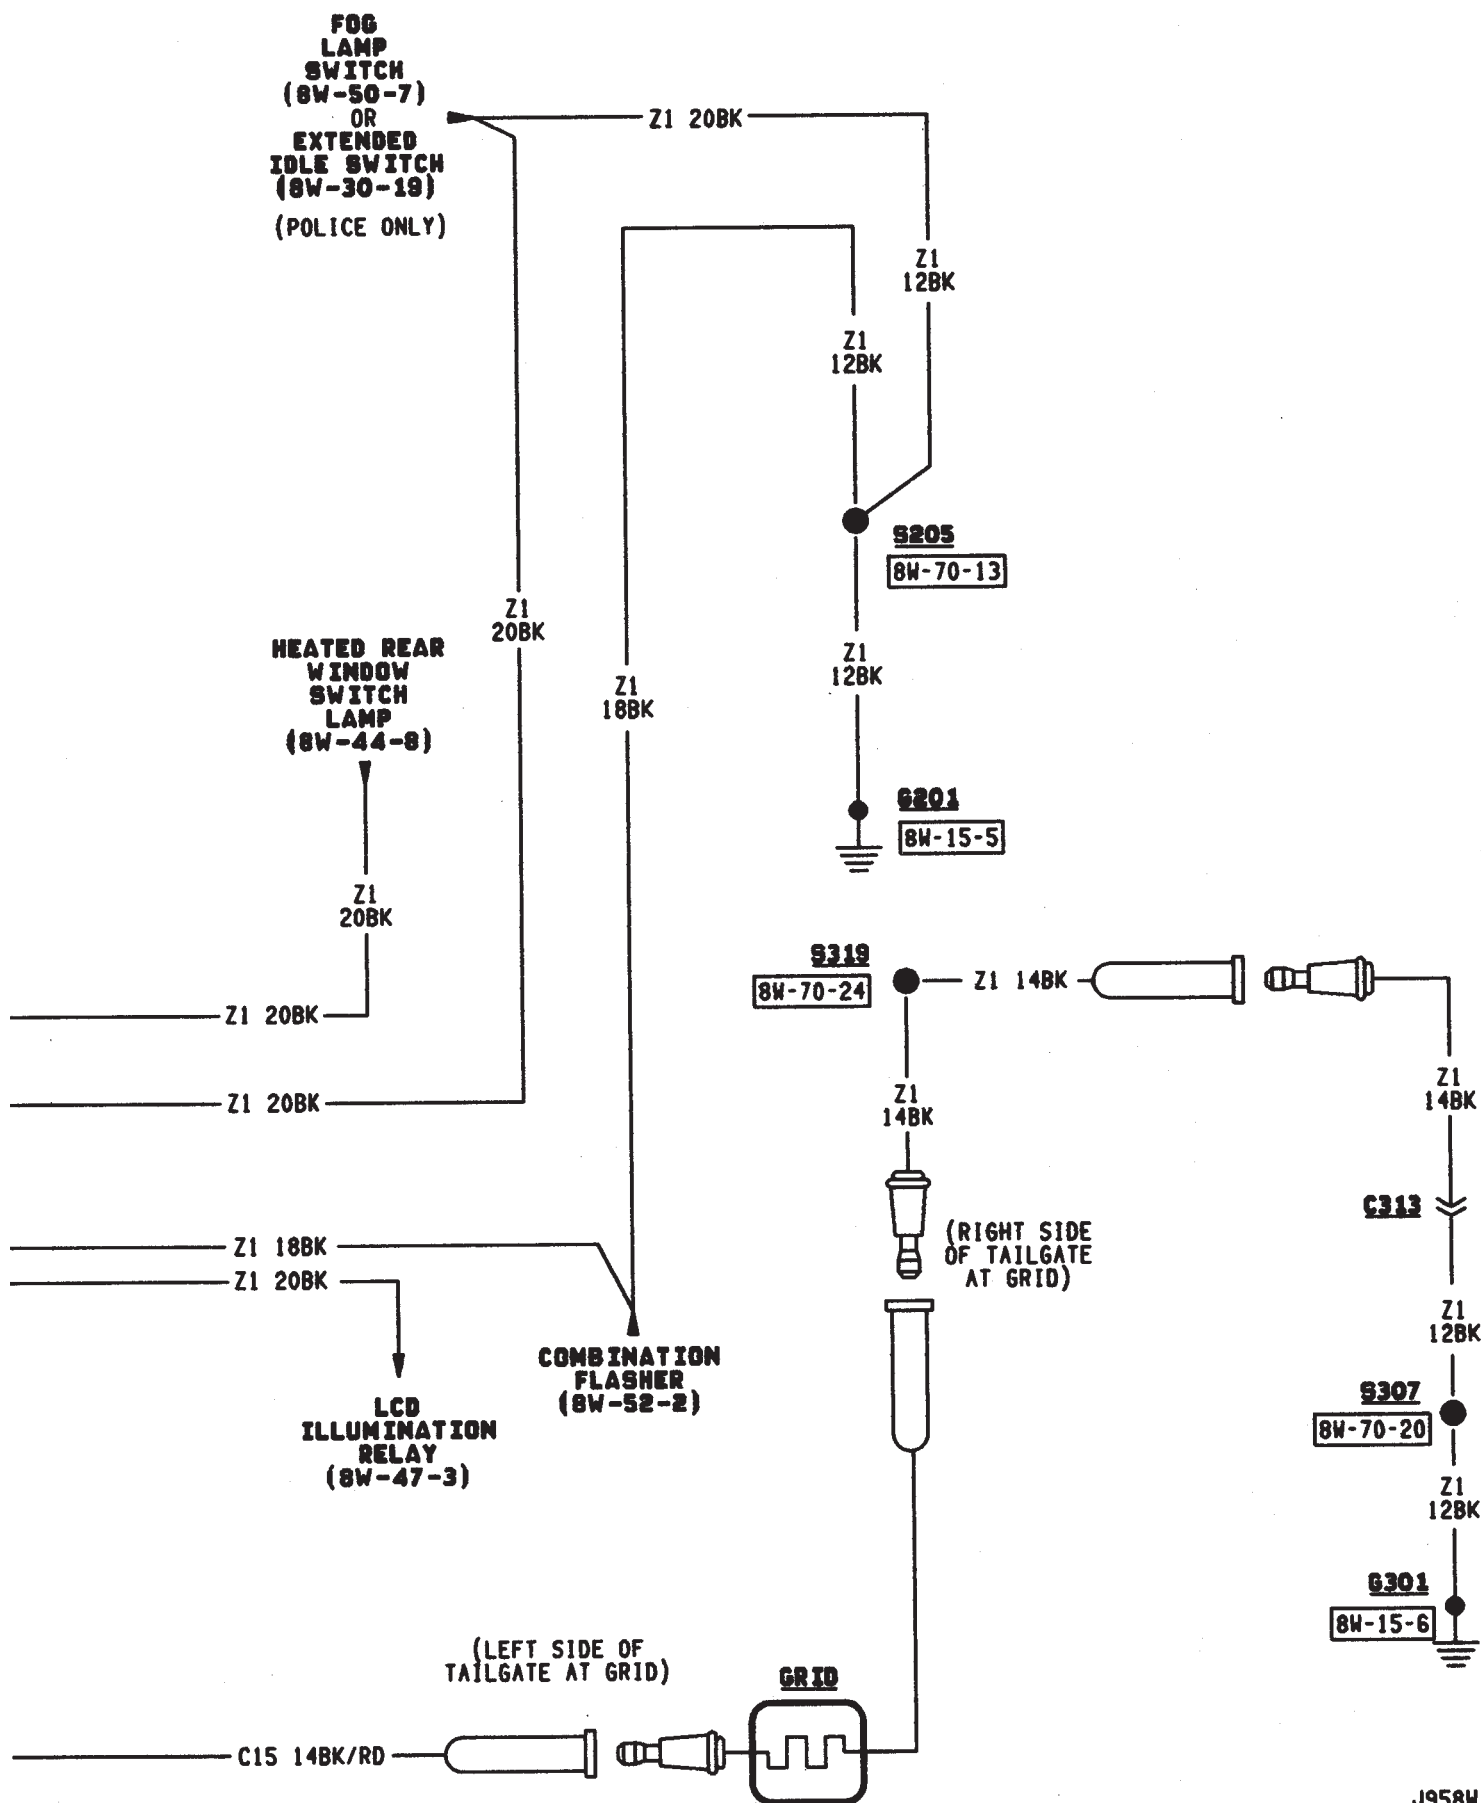 FOG
LAMP
SWITCH
(8W-50-7)
OR
EXTENDED
IDLE SWITCH
(8W-30-19)
(POLICE ONLY)
Z1 20BK
Z1
12BK
Z1
12BK
S205
8W-70-13
Z1
20BK
HEATED REAR
WINDOW
SWITCH
LAMP
(8W-44-8)
Z1
18BK
Z1
12BK
G201
8W-15-5
Z1
20BK
S319
8W-70-24
Z1 14BK
Z1 20BK
Z1
14BK
Z1 20BK
Z1
14BK
C313
(RIGHT SIDE
OF TAILGATE
AT GRID)
Z1 18BK
Z1 20BK
Z1
12BK
COMBINATION
FLASHER
(8W-52-2)
LCD
ILLUMINATION
RELAY
(8W-47-3)
S307
8W-70-20
Z1
12BK
G301
8W-15-6
(LEFT SIDE OF
TAILGATE AT GRID)
GRID
C15 14BK/RD
J958W